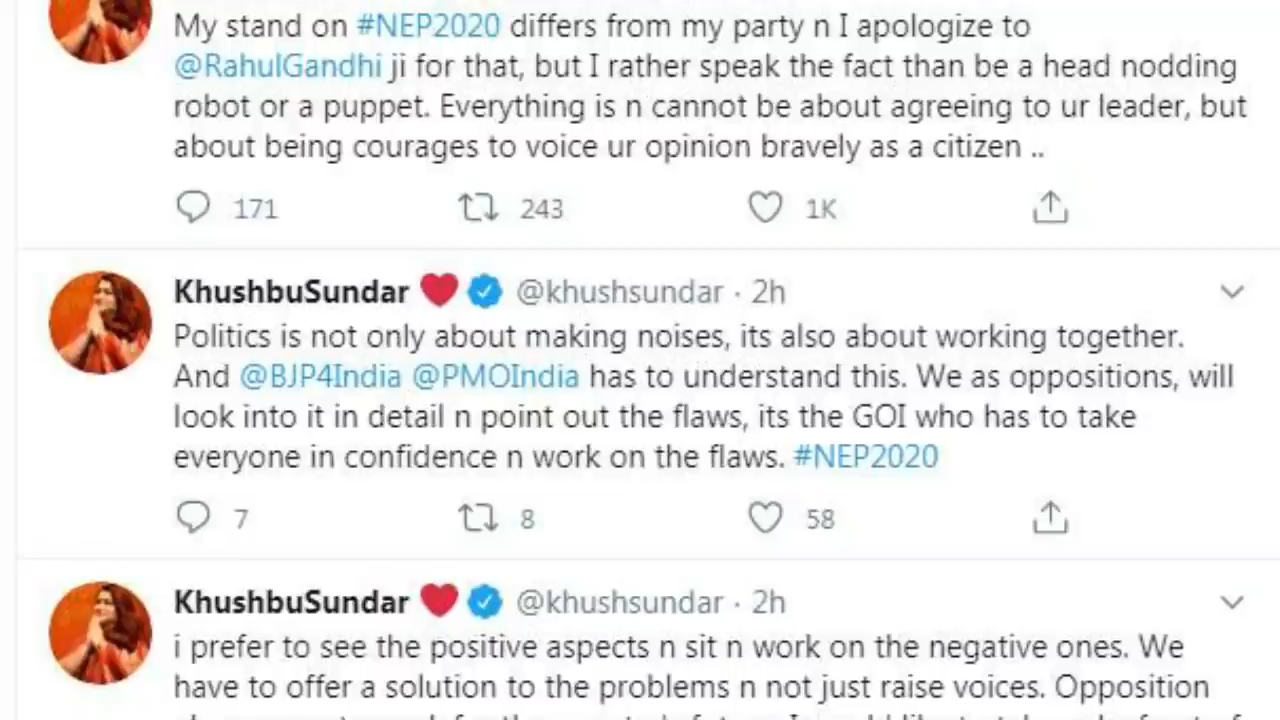 My stand on #NEP2020 differs from my party n I apologize to
@RahulGandhi ji for that, but I rather speak the fact than be a head nodding
robot or a puppet. Everything is n cannot be about agreeing to ur leader, but
about being courages to voice ur opinion bravely as a citizen ..
171 243 1K
KhushbuSundar @khushsundar · 2h
Politics is not only about making noises, its also about working together.
And @BJP4India @PMOIndia has to understand this. We as oppositions, will
look into it in detail n point out the flaws, its the GOI who has to take
everyone in confidence n work on the flaws. #NEP2020
7 8 58
KhushbuSundar @khushsundar · 2h
i prefer to see the positive aspects n sit n work on the negative ones. We
have to offer a solution to the problems n not just raise voices. Opposition